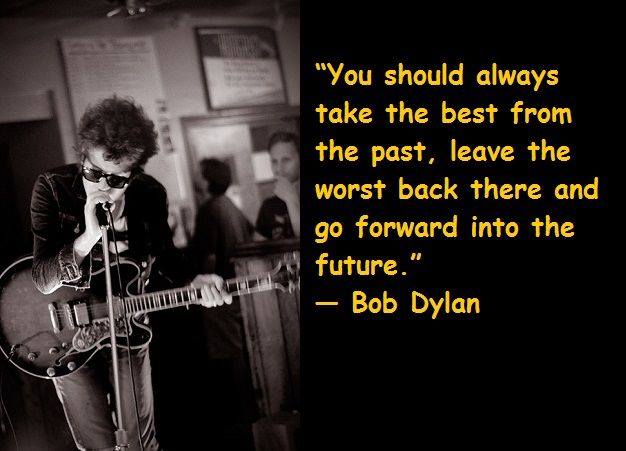 “You should always
take the best from
the past, leave the
worst back there and
go forward into the
future.”
— Bob Dylan